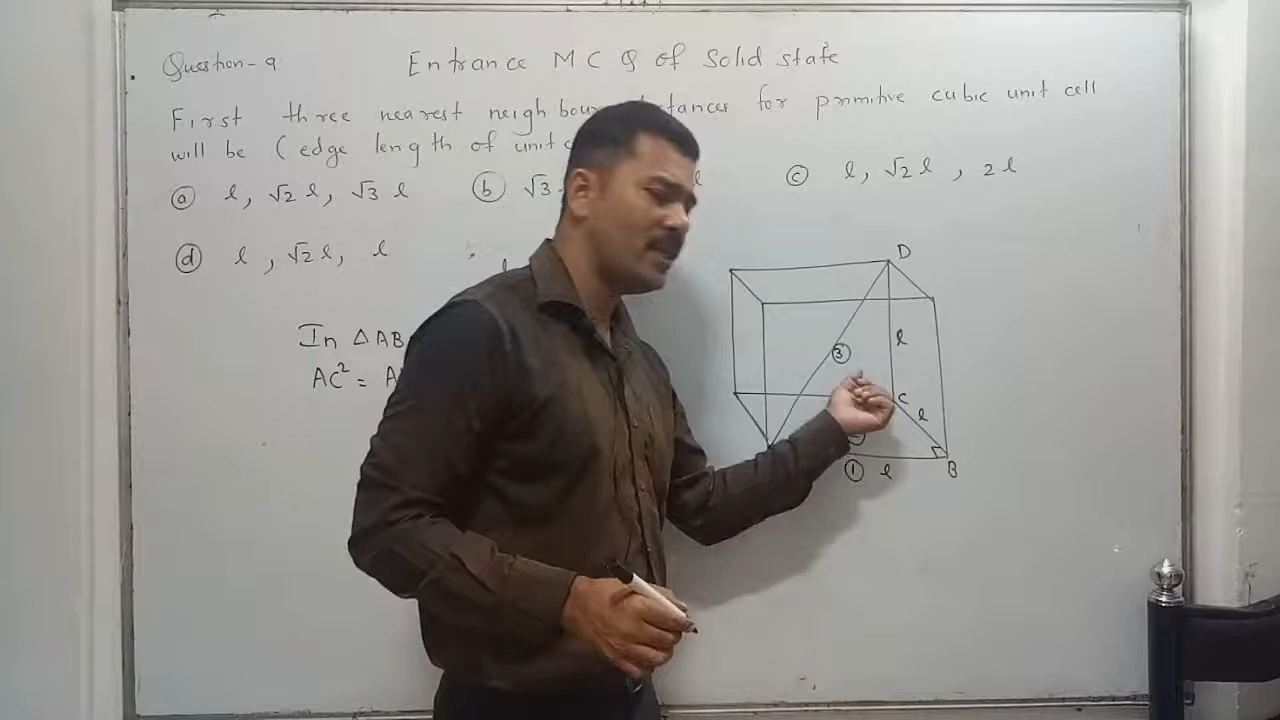 Question-9 Entrance MCQ of Solid state
First three nearest neighbour for primitive cubic unit cell
will be (edge length of unit
ⓐ l, √2 l, √3 l ⓑ √3 l ⓒ l, √2 l, 2 l
ⓓ l, √2 l, l
In △AB
AC² = A
D
③
l
C
l
① l B